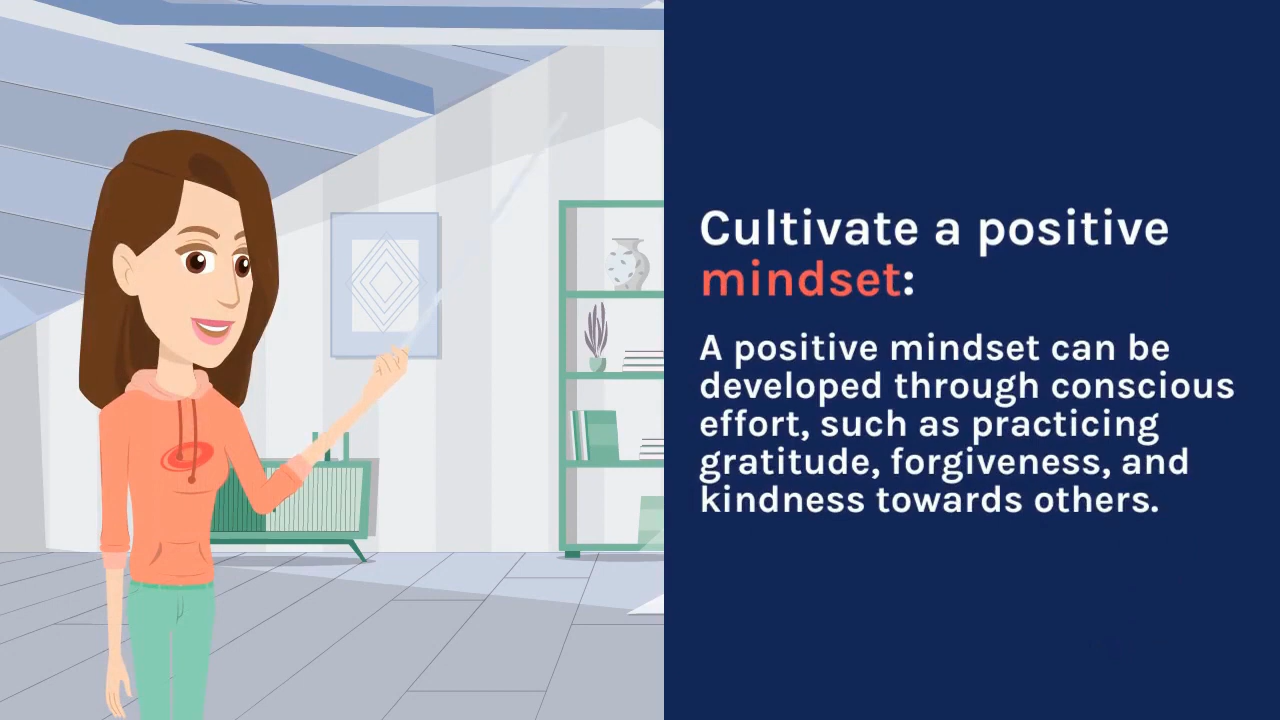 Cultivate a positive
mindset:
A positive mindset can be
developed through conscious
effort, such as practicing
gratitude, forgiveness, and
kindness towards others.